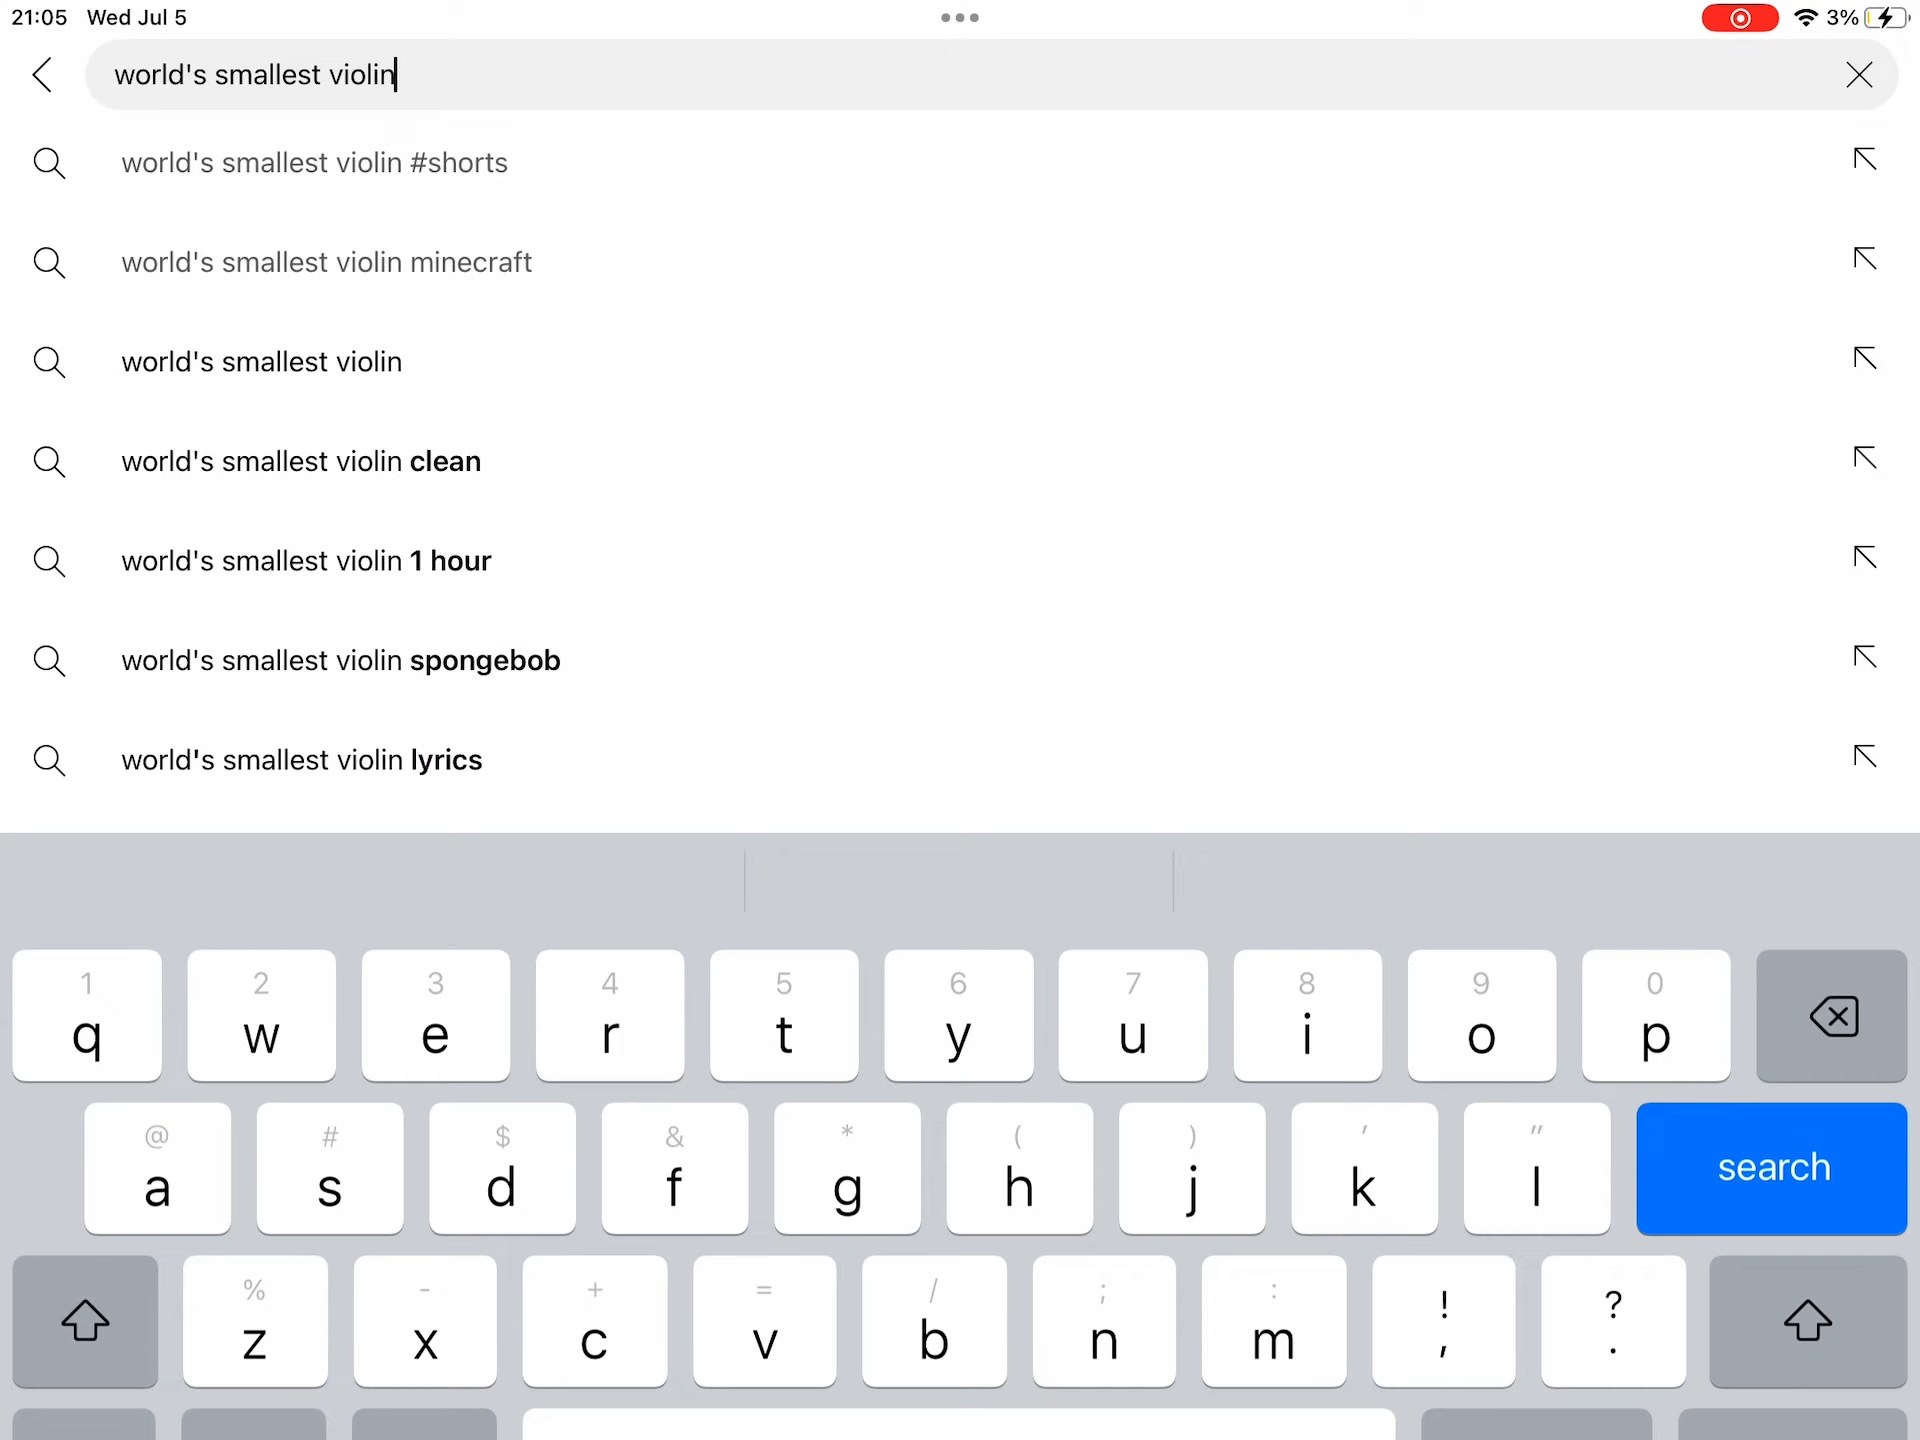 21:05 Wed Jul 5 3%
world's smallest violin
world's smallest violin #shorts
world's smallest violin minecraft
world's smallest violin
world's smallest violin clean
world's smallest violin 1 hour
world's smallest violin spongebob
world's smallest violin lyrics
1 2 3 4 5 6 7 8 9 0
q w e r t y u i o p
@ # $ & * ( ) ' "
a s d f g h j k l search
% - + = / ; : ! ?
z x c v b n m , .